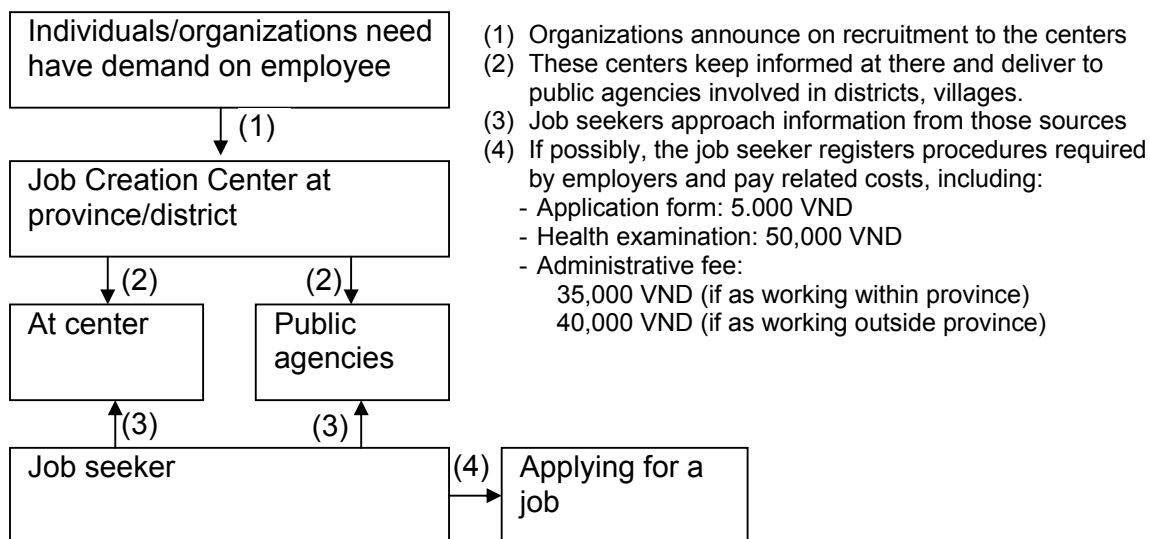 Individuals/organizations need
have demand on employee
(1)
Job Creation Center at
province/district
(2)
(2)
At center
Public
agencies
(3)
(3)
Job seeker
(4)
Applying for a
job
(1) Organizations announce on recruitment to the centers
(2) These centers keep informed at there and deliver to
public agencies involved in districts, villages.
(3) Job seekers approach information from those sources
(4) If possibly, the job seeker registers procedures required
by employers and pay related costs, including:
- Application form: 5.000 VND
- Health examination: 50,000 VND
- Administrative fee:
35,000 VND (if as working within province)
40,000 VND (if as working outside province)